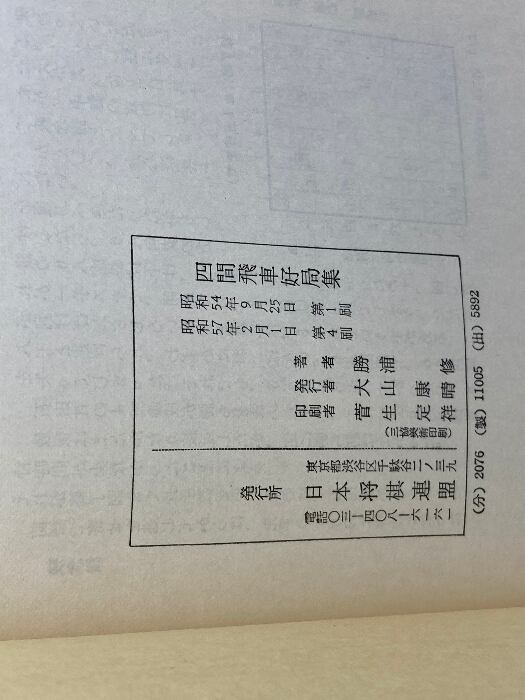 四間飛車好局集
昭和54年9月25日 第1刷
昭和57年2月1日 第4刷
著者 勝浦修
発行者 大山康晴
印刷者 菅生定祥
(三協美術印刷)
発行所
東京都渋谷区千駄谷二ノ三九
日本将棋連盟
電話〇三-四〇八-六一六一
(分) 2076 (製) 11005 (出) 5892